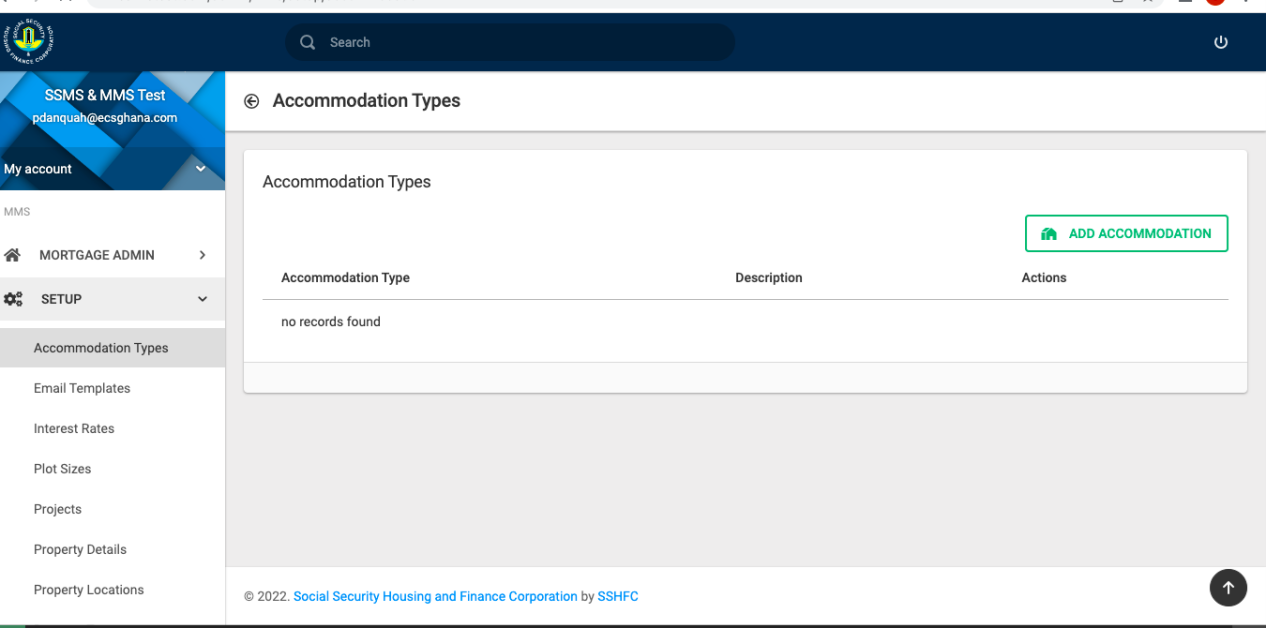 Search
SSMS & MMS Test
pdanquah@ecsghana.com
My account
MMS
MORTGAGE ADMIN
SETUP
Accommodation Types
Email Templates
Interest Rates
Plot Sizes
Projects
Property Details
Property Locations
Accommodation Types
Accommodation Types
ADD ACCOMMODATION
Accommodation Type Description Actions
no records found
© 2022. Social Security Housing and Finance Corporation by SSHFC